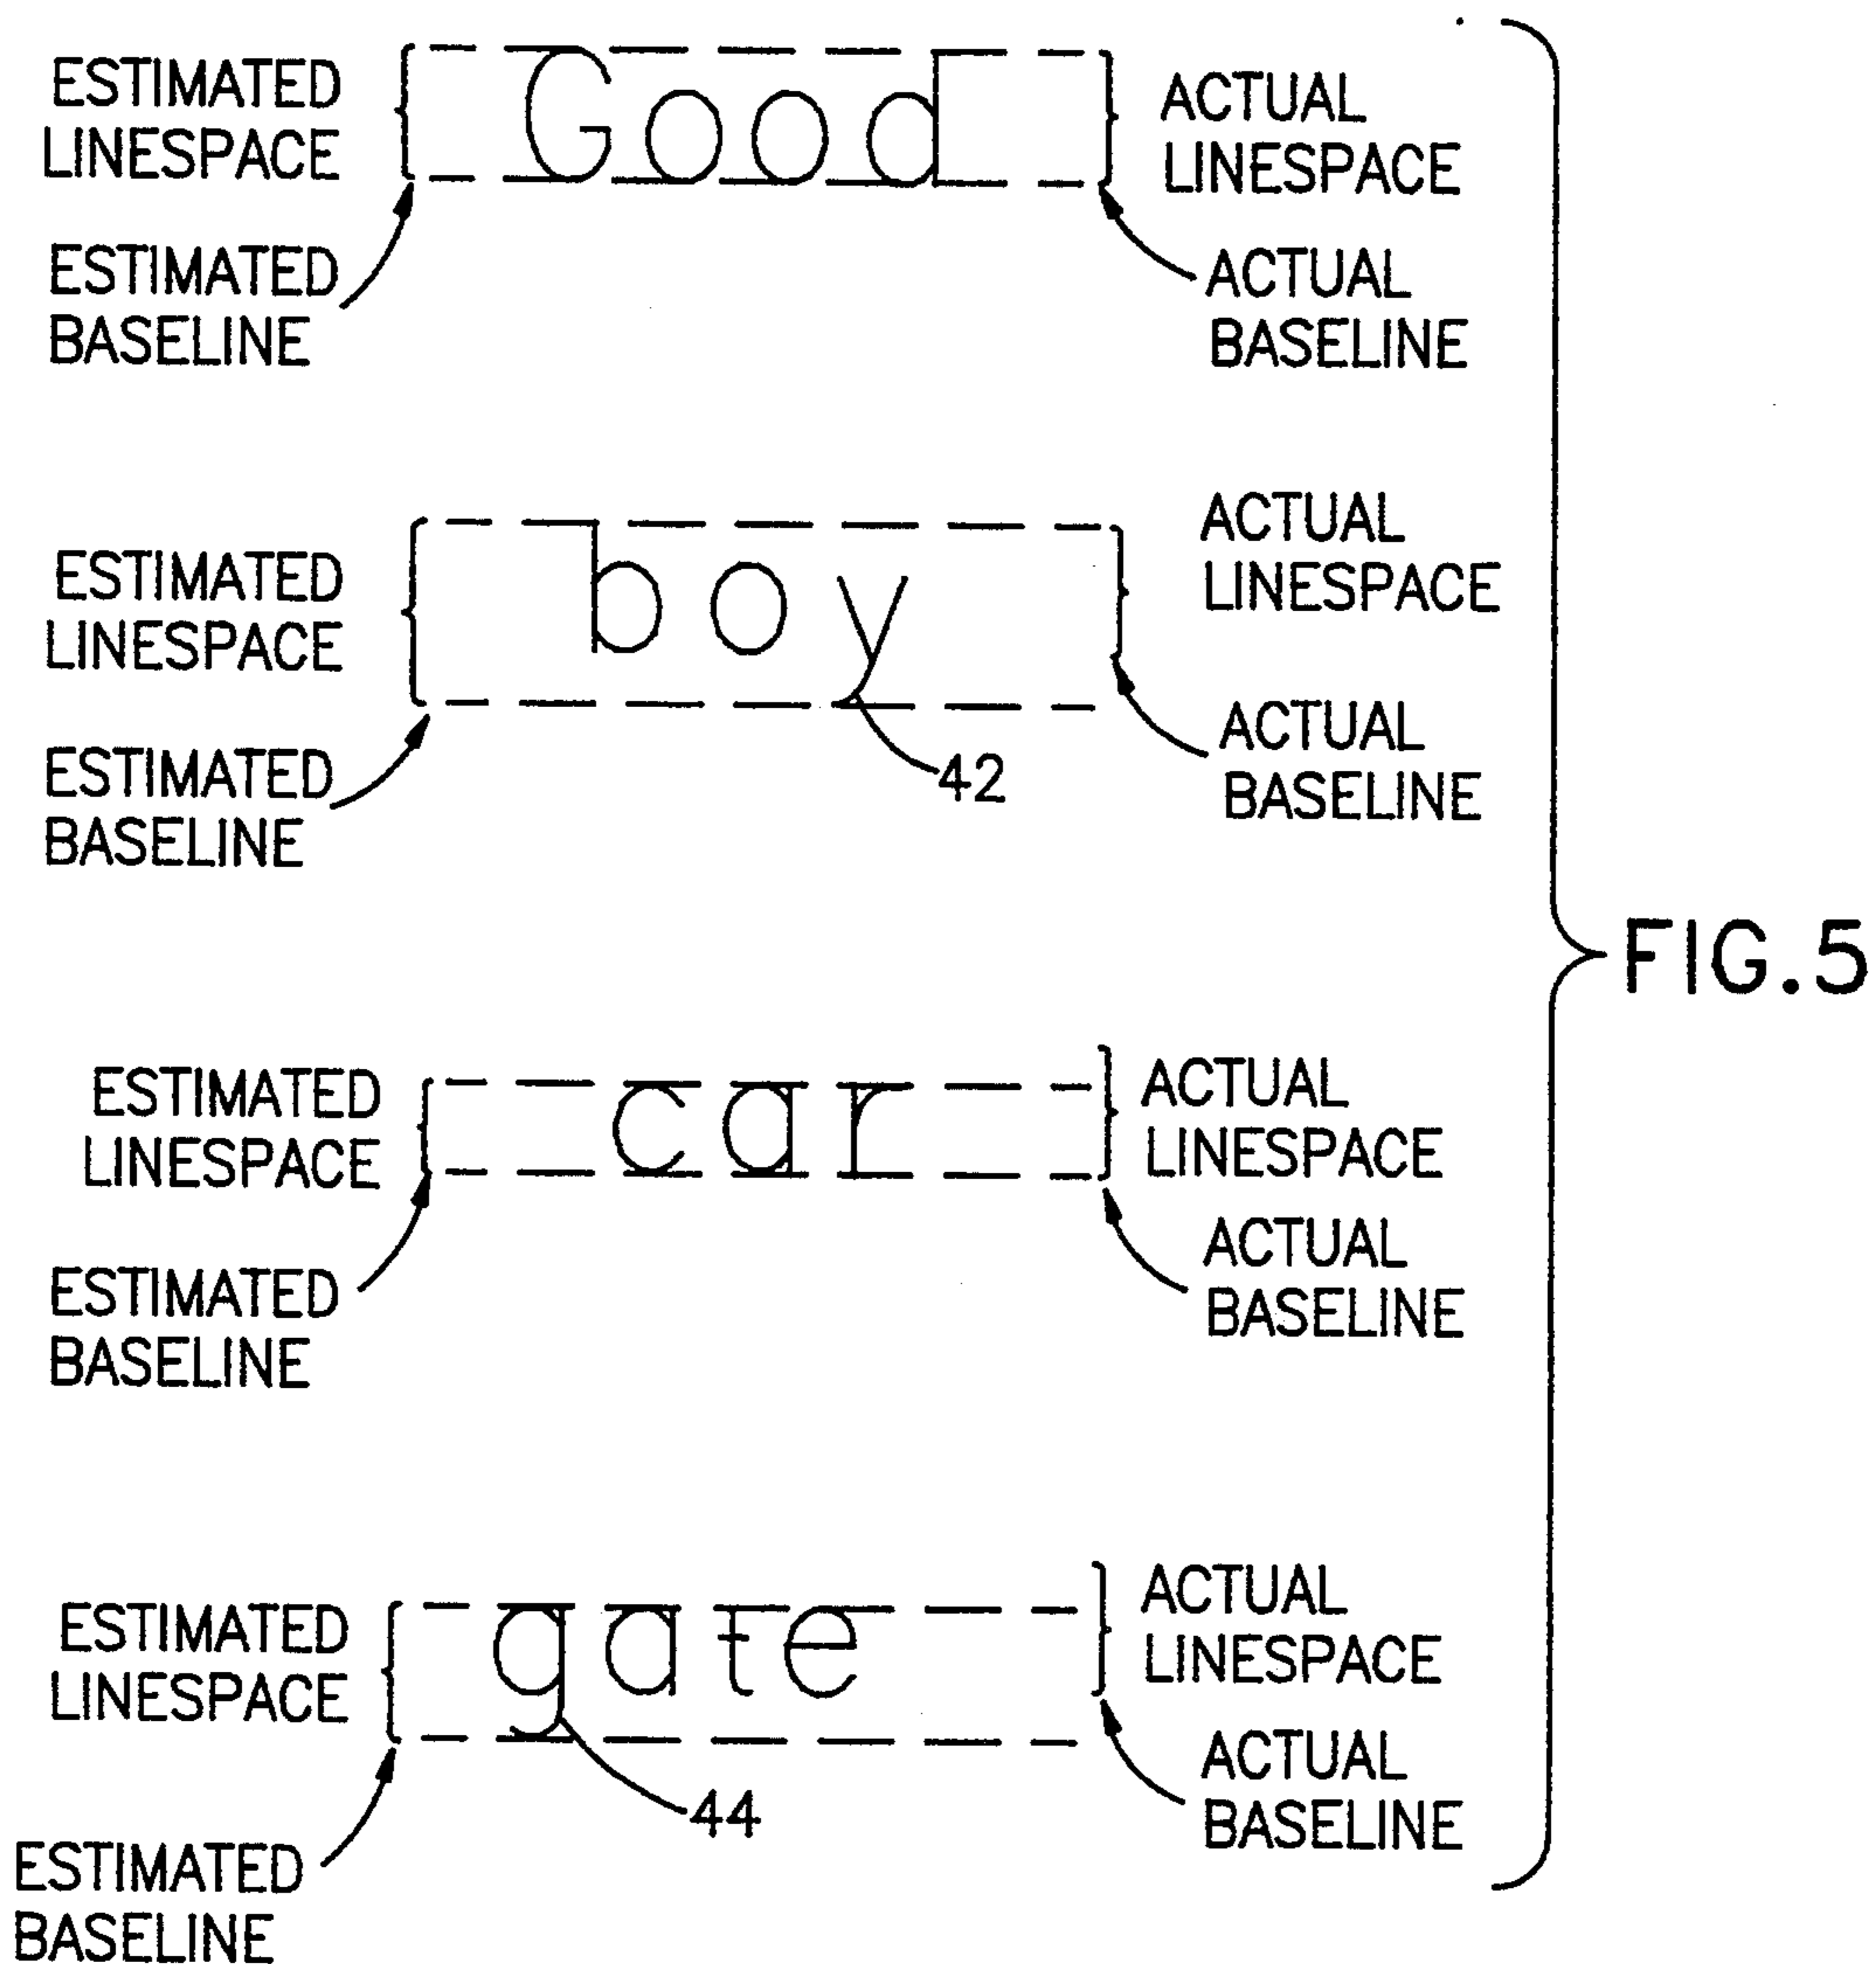 ESTIMATED
LINESPACE
Good
ACTUAL
LINESPACE
ESTIMATED
BASELINE
ACTUAL
BASELINE
ESTIMATED
LINESPACE
boy
ACTUAL
LINESPACE
ESTIMATED
BASELINE
42
ACTUAL
BASELINE
FIG.5
ESTIMATED
LINESPACE
car
ACTUAL
LINESPACE
ESTIMATED
BASELINE
ACTUAL
BASELINE
ESTIMATED
LINESPACE
gate
ACTUAL
LINESPACE
ESTIMATED
BASELINE
44
ACTUAL
BASELINE